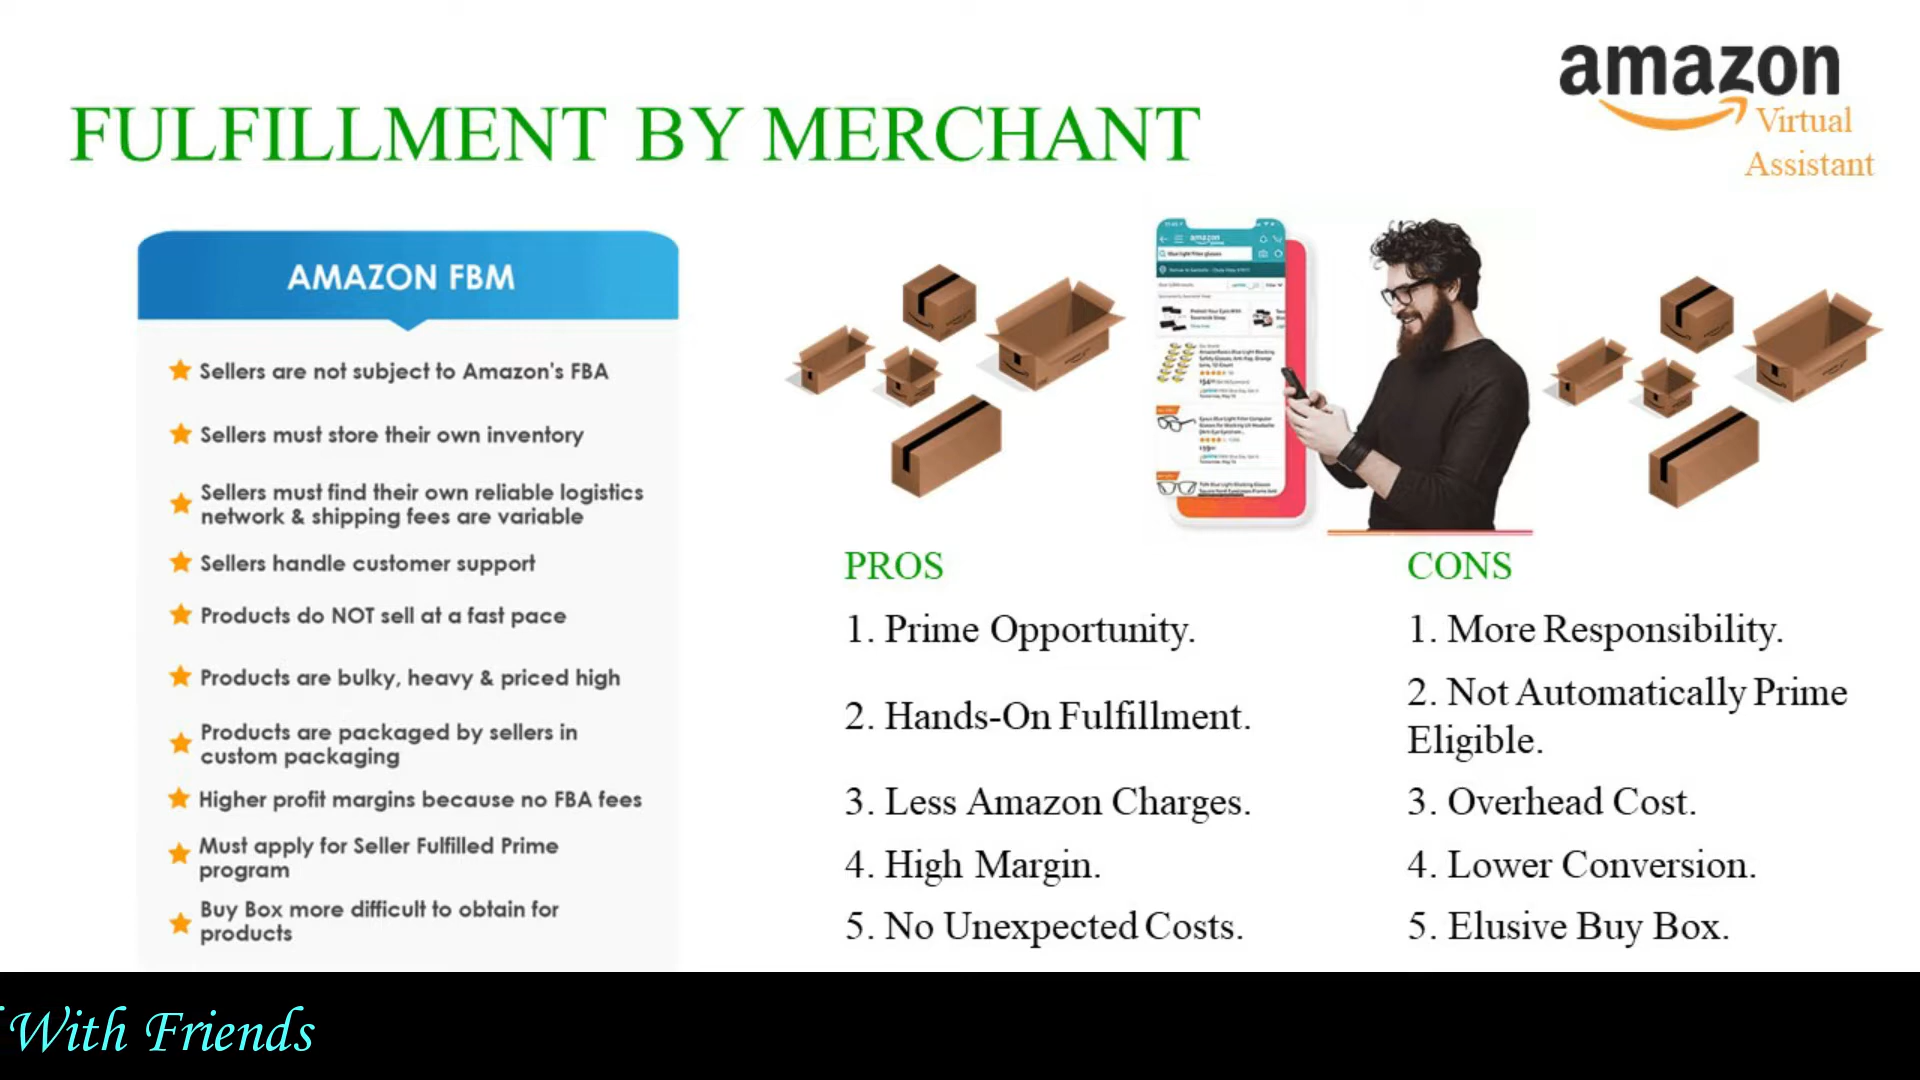 amazon
Virtual
Assistant
FULFILLMENT BY MERCHANT
AMAZON FBM
Sellers are not subject to Amazon's FBA
Sellers must store their own inventory
Sellers must find their own reliable logistics
network & shipping fees are variable
Sellers handle customer support
Products do NOT sell at a fast pace
Products are bulky, heavy & priced high
Products are packaged by sellers in
custom packaging
Higher profit margins because no FBA fees
Must apply for Seller Fulfilled Prime
program
Buy Box more difficult to obtain for
products
amazon
blue light filter glasses
PROS
1. Prime Opportunity.
2. Hands-On Fulfillment.
3. Less Amazon Charges.
4. High Margin.
5. No Unexpected Costs.
CONS
1. More Responsibility.
2. Not Automatically Prime
Eligible.
3. Overhead Cost.
4. Lower Conversion.
5. Elusive Buy Box.
With Friends